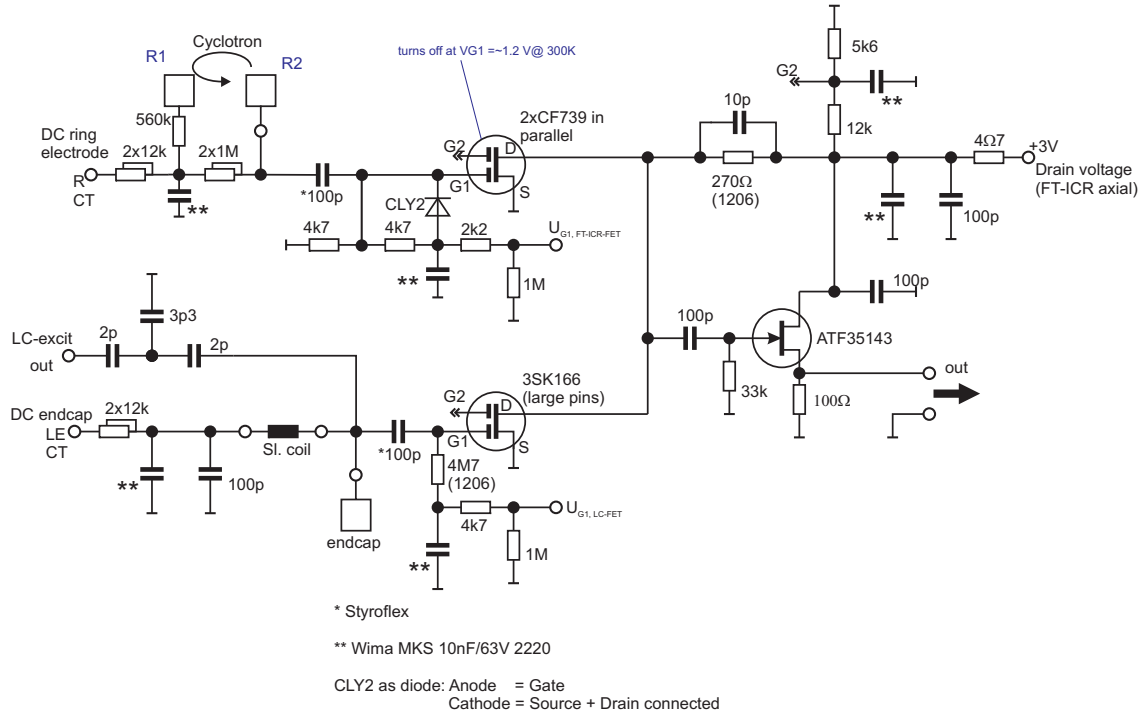 Cyclotron
R1
R2
560k
DC ring
electrode
R
CT
2x12k
2x1M
**
*100p
turns off at VG1 =~1.2 V@ 300K
2xCF739 in
parallel
G2
D
G1
S
CLY2
4k7
4k7
2k2
U G1, FT-ICR-FET
**
1M
5k6
G2
**
12k
10p
270Ω
(1206)
4Ω7
+3V
Drain voltage
(FT-ICR axial)
**
100p
100p
100p
ATF35143
33k
100Ω
out
3p3
LC-excit
out
2p
2p
3SK166
(large pins)
G2
D
G1
S
DC endcap
LE
CT
2x12k
Sl. coil
*100p
**
100p
4M7
(1206)
endcap
4k7
U G1, LC-FET
**
1M
* Styroflex
** Wima MKS 10nF/63V 2220
CLY2 as diode: Anode = Gate
Cathode = Source + Drain connected